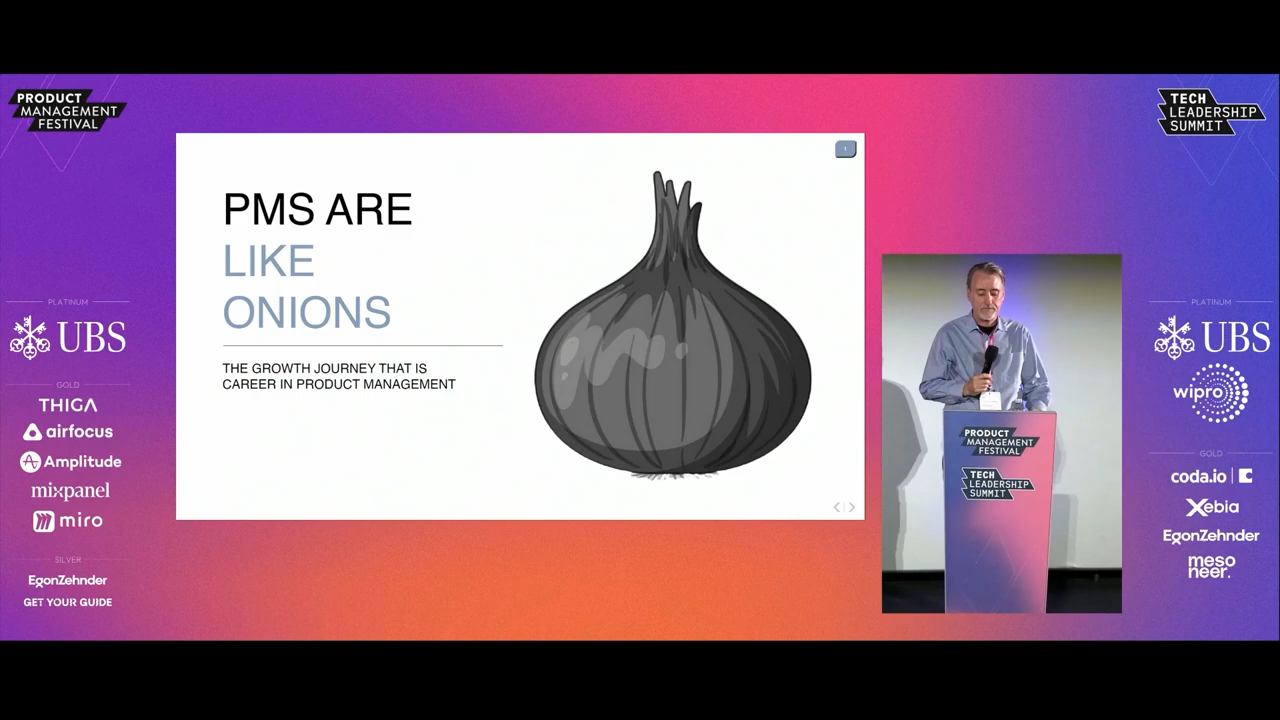 PRODUCT
MANAGEMENT
FESTIVAL
TECH
LEADERSHIP
SUMMIT
1
PMS ARE
LIKE
ONIONS
THE GROWTH JOURNEY THAT IS
CAREER IN PRODUCT MANAGEMENT
PLATINUM
UBS
GOLD
THIGA
airfocus
Amplitude
mixpanel
miro
SILVER
EgonZehnder
GET YOUR GUIDE
PRODUCT
MANAGEMENT
FESTIVAL
TECH
LEADERSHIP
SUMMIT
PLATINUM
UBS
wipro
GOLD
coda.io
Xebia
EgonZehnder
meso
neer.